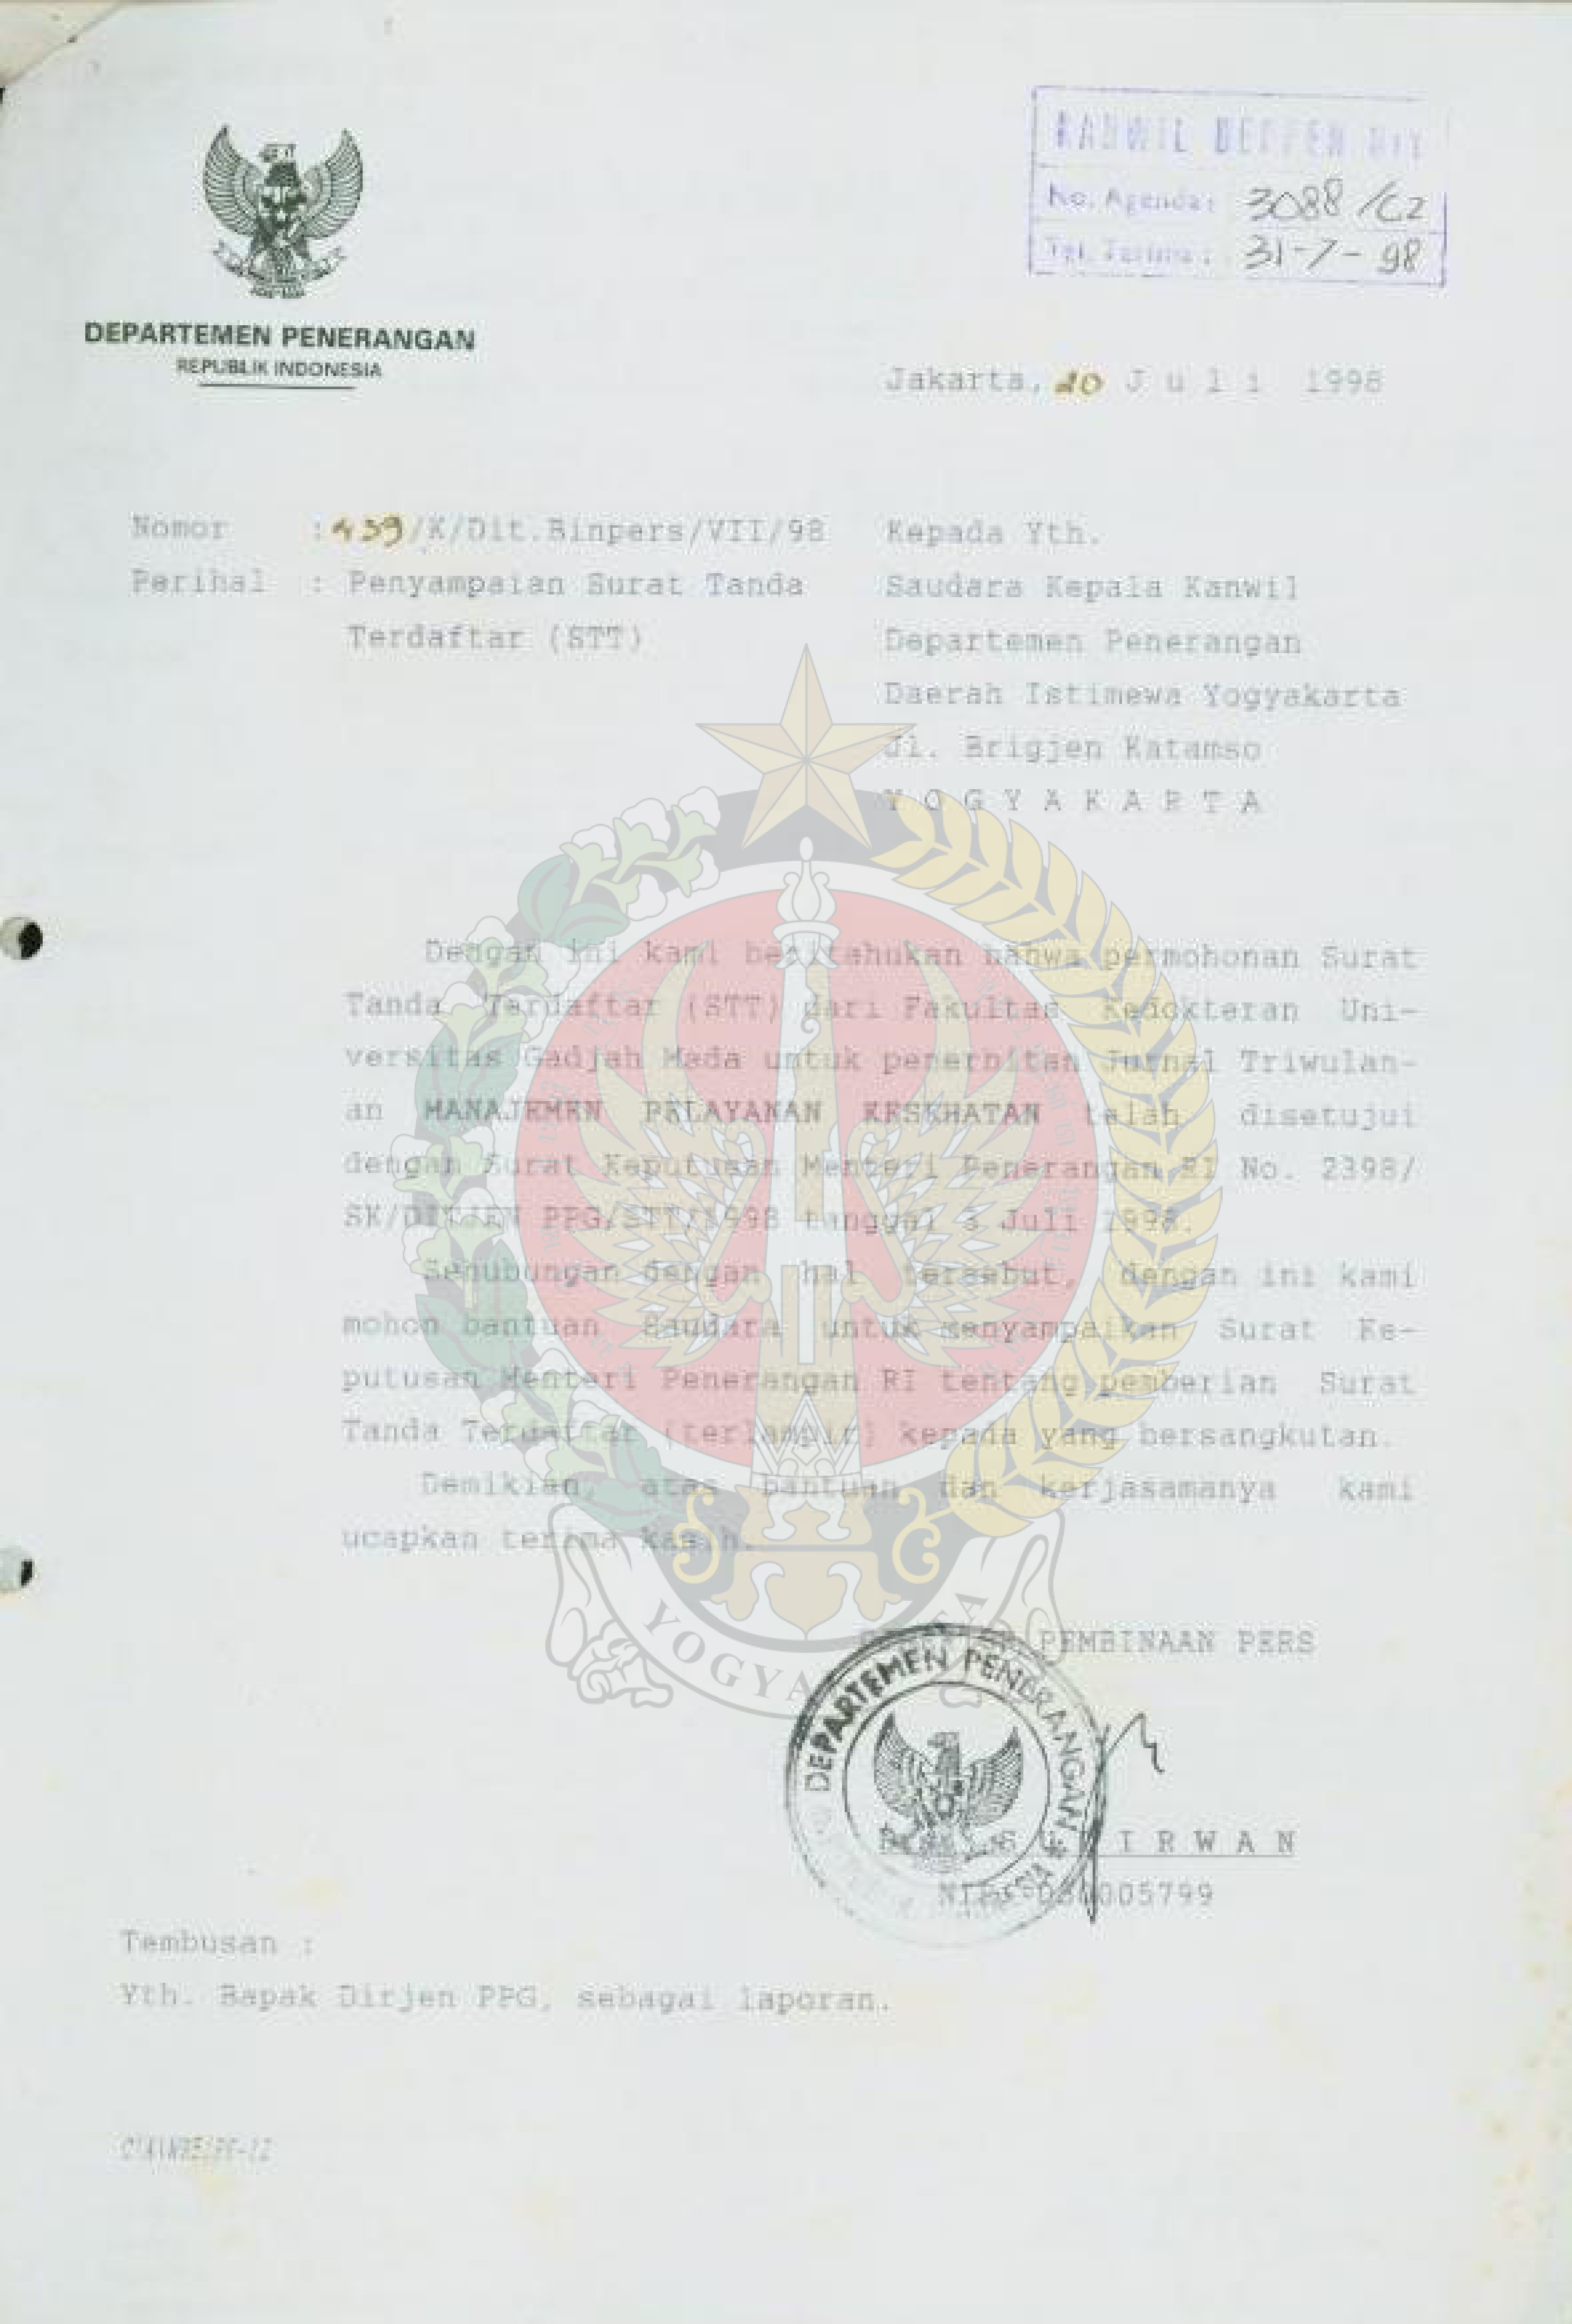 KANWIL DEPPEN DIY
No. Agenda: 3088/C2
Tgl. Terima: 31-7-98
DEPARTEMEN PENERANGAN
REPUBLIK INDONESIA
Jakarta, 20 J u l i 1998
Nomor : 439/K/Dit.Binpers/VII/98
Perihal : Penyampaian Surat Tanda
Terdaftar (STT)
Kepada Yth.
Saudara Kepala Kanwil
Departemen Penerangan
Daerah Istimewa Yogyakarta
Jl. Brigjen Katamso
Y O G Y A K A R T A
Dengan ini kami beritahukan bahwa permohonan Surat
Tanda Terdaftar (STT) dari Fakultas Kedokteran Uni-
versitas Gadjah Mada untuk penerbitan Jurnal Triwulan-
an MANAJEMEN PELAYANAN KESEHATAN telah disetujui
dengan Surat Keputusan Menteri Penerangan RI No. 2398/
SK/DITJEN PPG/STT/1998 tanggal 3 Juli 1998.
Sehubungan dengan hal tersebut, dengan ini kami
mohon bantuan Saudara untuk menyampaikan Surat Ke-
putusan Menteri Penerangan RI tentang pemberian Surat
Tanda Terdaftar (terlampir) kepada yang bersangkutan.
Demikian, atas bantuan dan kerjasamanya kami
ucapkan terima kasih.
YOGYAKARTA
PEMBINAAN PERS
DEPARTEMEN PENERANGAN
I R W A N
005799
Tembusan :
Yth. Bapak Dirjen PPG, sebagai laporan.